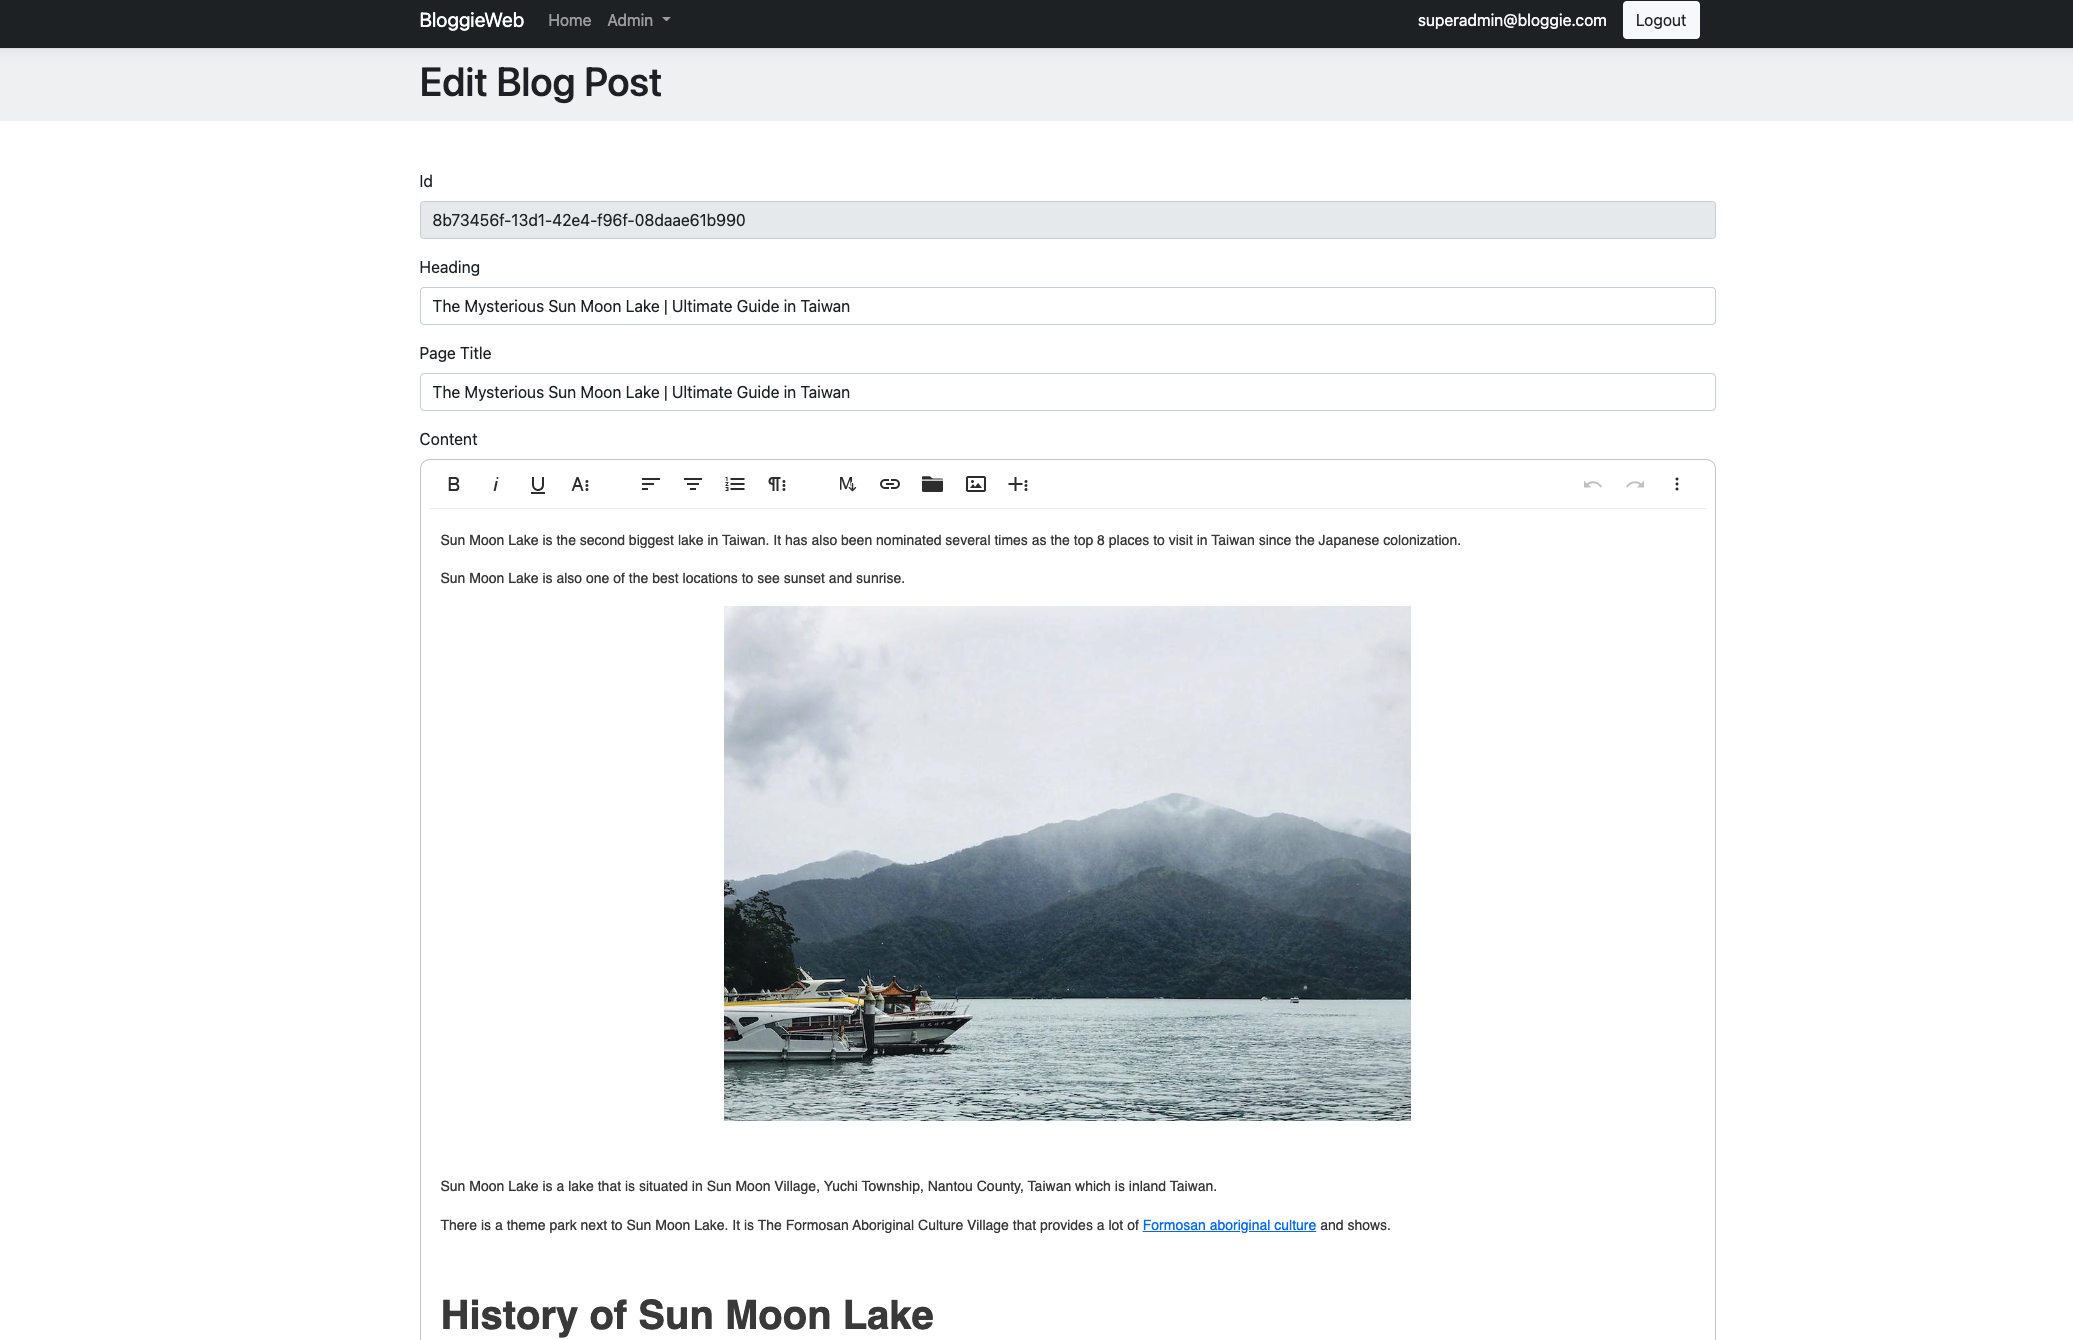 BloggieWeb Home Admin superadmin@bloggie.com Logout
Edit Blog Post
Id
8b73456f-13d1-42e4-f96f-08daae61b990
Heading
The Mysterious Sun Moon Lake | Ultimate Guide in Taiwan
Page Title
The Mysterious Sun Moon Lake | Ultimate Guide in Taiwan
Content
Sun Moon Lake is the second biggest lake in Taiwan. It has also been nominated several times as the top 8 places to visit in Taiwan since the Japanese colonization.
Sun Moon Lake is also one of the best locations to see sunset and sunrise.
Sun Moon Lake is a lake that is situated in Sun Moon Village, Yuchi Township, Nantou County, Taiwan which is inland Taiwan.
There is a theme park next to Sun Moon Lake. It is The Formosan Aboriginal Culture Village that provides a lot of Formosan aboriginal culture and shows.
History of Sun Moon Lake